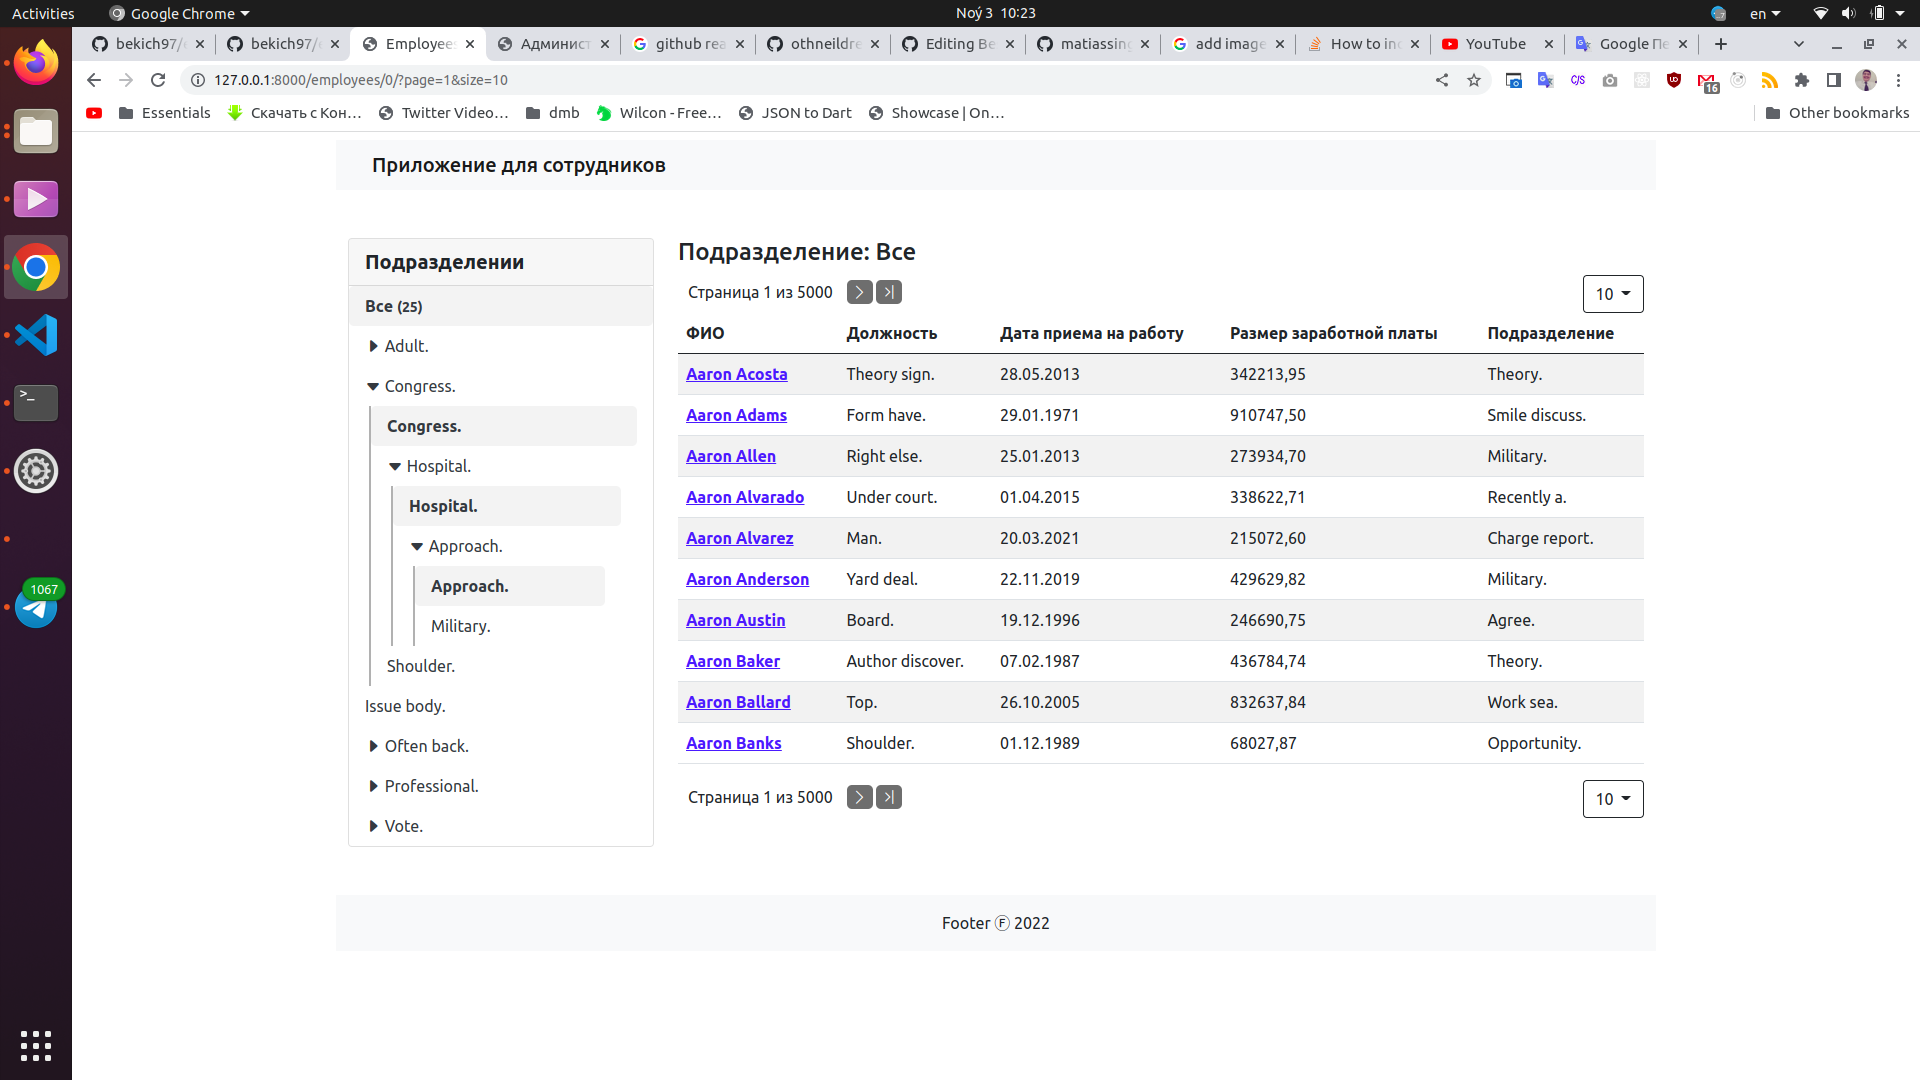 Activities
Google Chrome
Noý 3 10:23
en
bekich97/
bekich97/
Employees
Админист
github rea
othneildre
Editing Be
matiassing
add image
How to inc
YouTube
Google Пе
127.0.0.1:8000/employees/0/?page=1&size=10
16
Essentials
Скачать с Кон...
Twitter Video...
dmb
Wilcon - Free...
JSON to Dart
Showcase | On...
Other bookmarks
Приложение для сотрудников
Подразделении
Все (25)
Adult.
Congress.
Congress.
Hospital.
Hospital.
Approach.
Approach.
Military.
Shoulder.
Issue body.
Often back.
Professional.
Vote.
Подразделение: Все
Страница 1 из 5000
10
ФИО Должность Дата приема на работу Размер заработной платы Подразделение
Aaron Acosta Theory sign. 28.05.2013 342213,95 Theory.
Aaron Adams Form have. 29.01.1971 910747,50 Smile discuss.
Aaron Allen Right else. 25.01.2013 273934,70 Military.
Aaron Alvarado Under court. 01.04.2015 338622,71 Recently a.
Aaron Alvarez Man. 20.03.2021 215072,60 Charge report.
Aaron Anderson Yard deal. 22.11.2019 429629,82 Military.
Aaron Austin Board. 19.12.1996 246690,75 Agree.
Aaron Baker Author discover. 07.02.1987 436784,74 Theory.
Aaron Ballard Top. 26.10.2005 832637,84 Work sea.
Aaron Banks Shoulder. 01.12.1989 68027,87 Opportunity.
Страница 1 из 5000
10
Footer Ⓕ 2022
1067